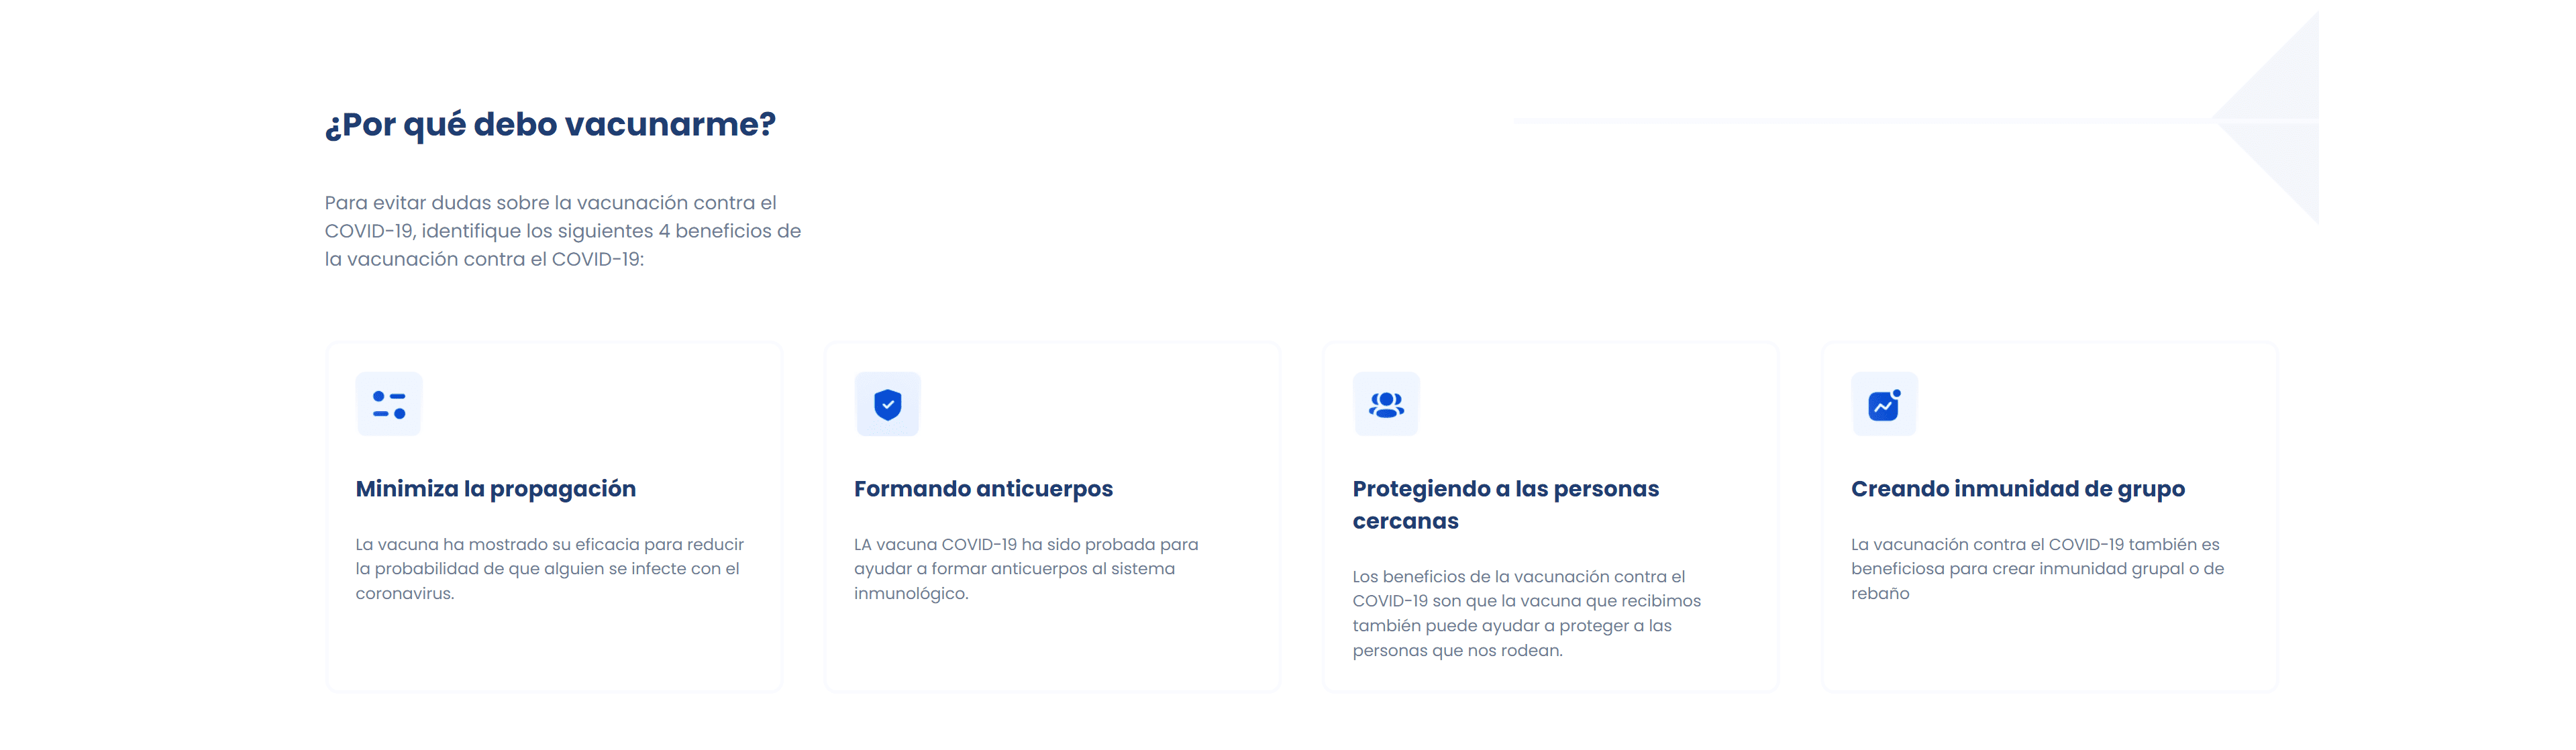 ¿Por qué debo vacunarme?
Para evitar dudas sobre la vacunación contra el
COVID-19, identifique los siguientes 4 beneficios de
la vacunación contra el COVID-19:
Minimiza la propagación
La vacuna ha mostrado su eficacia para reducir
la probabilidad de que alguien se infecte con el
coronavirus.
Formando anticuerpos
LA vacuna COVID-19 ha sido probada para
ayudar a formar anticuerpos al sistema
inmunológico.
Protegiendo a las personas
cercanas
Los beneficios de la vacunación contra el
COVID-19 son que la vacuna que recibimos
también puede ayudar a proteger a las
personas que nos rodean.
Creando inmunidad de grupo
La vacunación contra el COVID-19 también es
beneficiosa para crear inmunidad grupal o de
rebaño